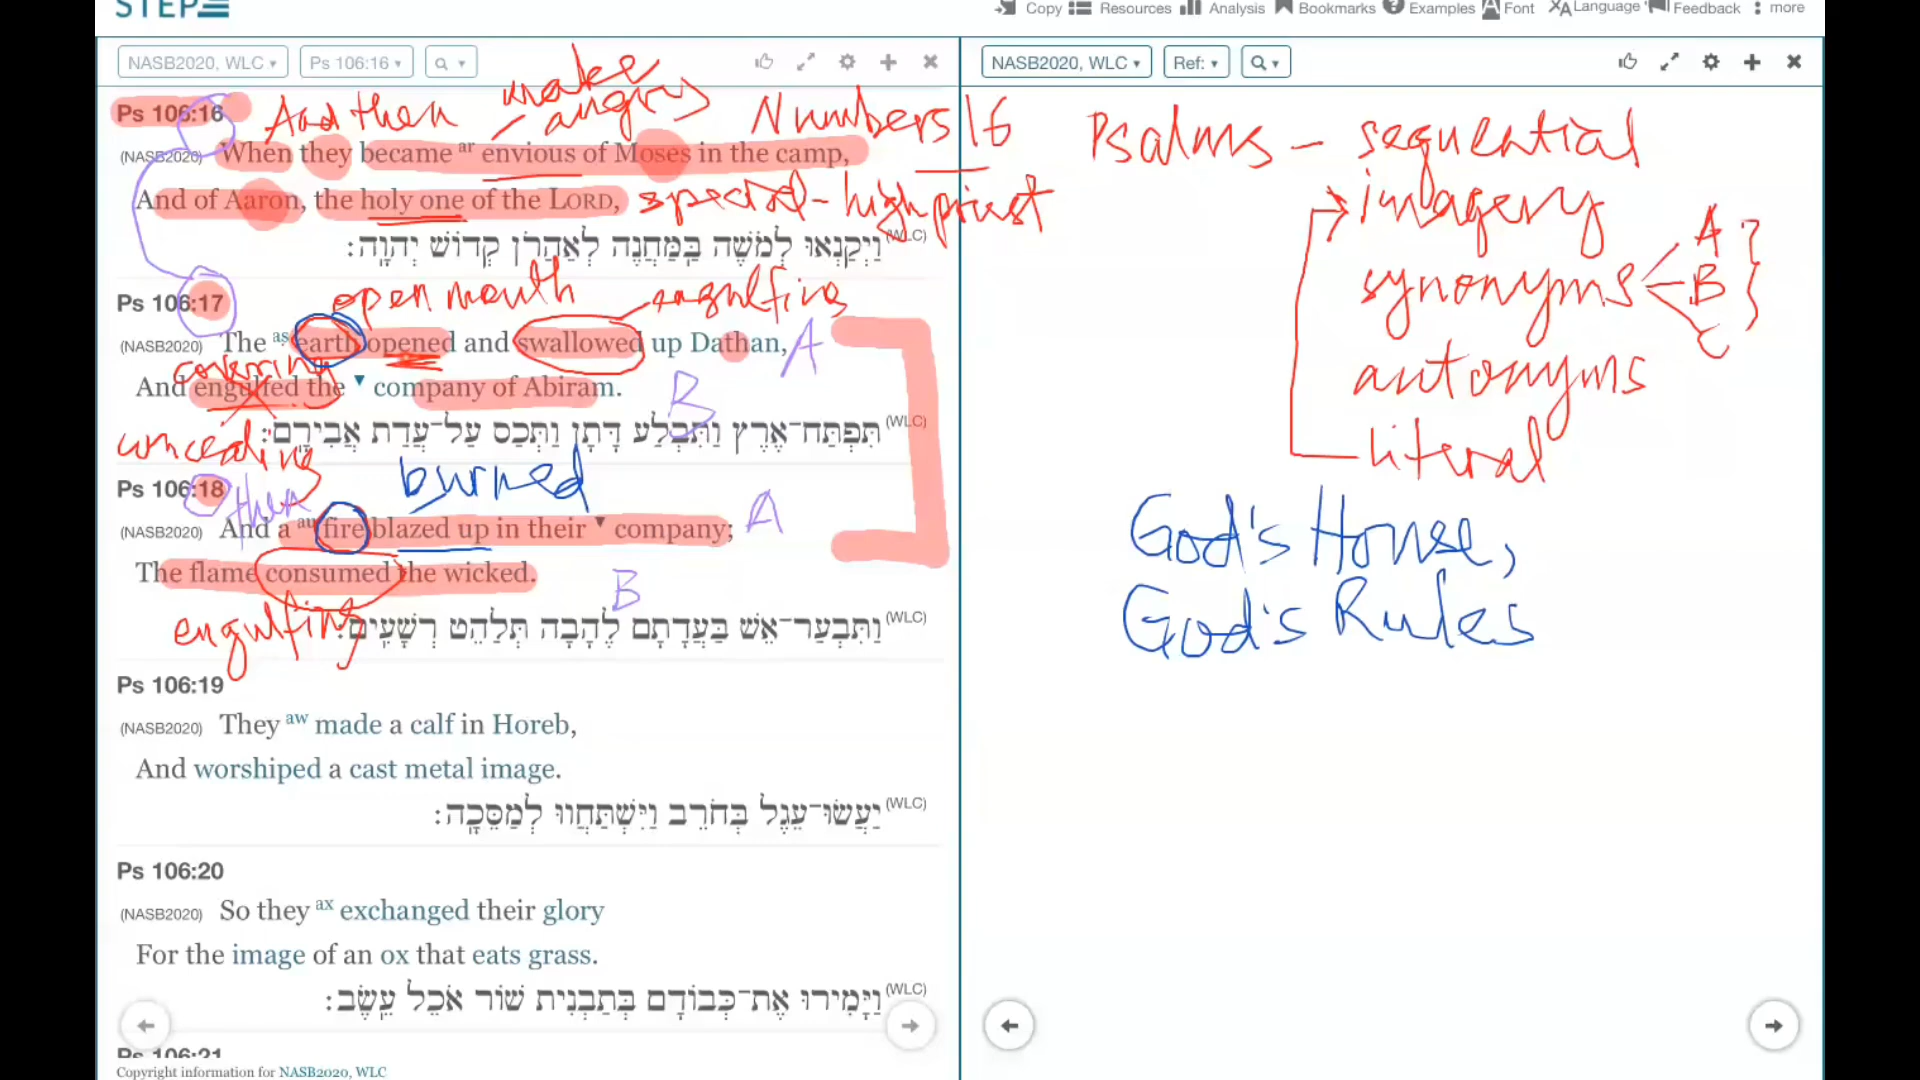 STEP
Copy Resources Analysis Bookmarks Examples Font Language Feedback more
NASB2020, WLC Ps 106:16
make
Ps 106:16 And then angry Numbers 16
(NASB2020) When they became ar envious of Moses in the camp,
And of Aaron, the holy one of the LORD, special - high priest
וַיְקַנְאוּ לְמֹשֶׁה בַּמַּחֲנֶה לְאַהֲרֹן קְדוֹשׁ יְהוָה׃ (WLC)
Ps 106:17 open mouth engulfing
(NASB2020) The as earth opened and swallowed up Dathan, A
covering
And engulfed the company of Abiram. B
תִּפְתַּח־אֶרֶץ וַתִּבְלַע דָּתָן וַתְּכַס עַל־עֲדַת אֲבִירָם׃ (WLC)
concealing
Ps 106:18 then burned
(NASB2020) And a au fire blazed up in their company; A
The flame consumed the wicked. B
engulfing
וַתִּבְעַר־אֵשׁ בַּעֲדָתָם לֶהָבָה תְּלַהֵט רְשָׁעִים׃ (WLC)
Ps 106:19
(NASB2020) They aw made a calf in Horeb,
And worshiped a cast metal image.
יַעֲשׂוּ־עֵגֶל בְּחֹרֵב וַיִּשְׁתַּחֲווּ לְמַסֵּכָה׃ (WLC)
Ps 106:20
(NASB2020) So they ax exchanged their glory
For the image of an ox that eats grass.
וַיָּמִירוּ אֶת־כְּבוֹדָם בְּתַבְנִית שׁוֹר אֹכֵל עֵשֶׂב׃ (WLC)
Ps 106:21
Copyright information for NASB2020, WLC
NASB2020, WLC Ref:
Psalms - sequential
imagery
synonyms A
B
C
antonyms
literal
God's House,
God's Rules